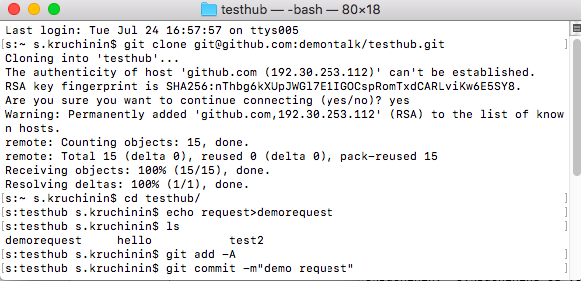 testhub — -bash — 80×18
Last login: Tue Jul 24 16:57:57 on ttys005
[s:~ s.kruchinin$ git clone git@github.com:demontalk/testhub.git ]
Cloning into 'testhub'...
The authenticity of host 'github.com (192.30.253.112)' can't be established.
RSA key fingerprint is SHA256:nThbg6kXUpJWGl7E1IGOCspRomTxdCARLviKw6E5SY8.
Are you sure you want to continue connecting (yes/no)? yes
Warning: Permanently added 'github.com,192.30.253.112' (RSA) to the list of know
n hosts.
remote: Counting objects: 15, done.
remote: Total 15 (delta 0), reused 0 (delta 0), pack-reused 15
Receiving objects: 100% (15/15), done.
Resolving deltas: 100% (1/1), done.
[s:~ s.kruchinin$ cd testhub/ ]
[s:testhub s.kruchinin$ echo request>demorequest ]
[s:testhub s.kruchinin$ ls ]
demorequest hello test2
[s:testhub s.kruchinin$ git add -A ]
[s:testhub s.kruchinin$ git commit -m"demo request" ]